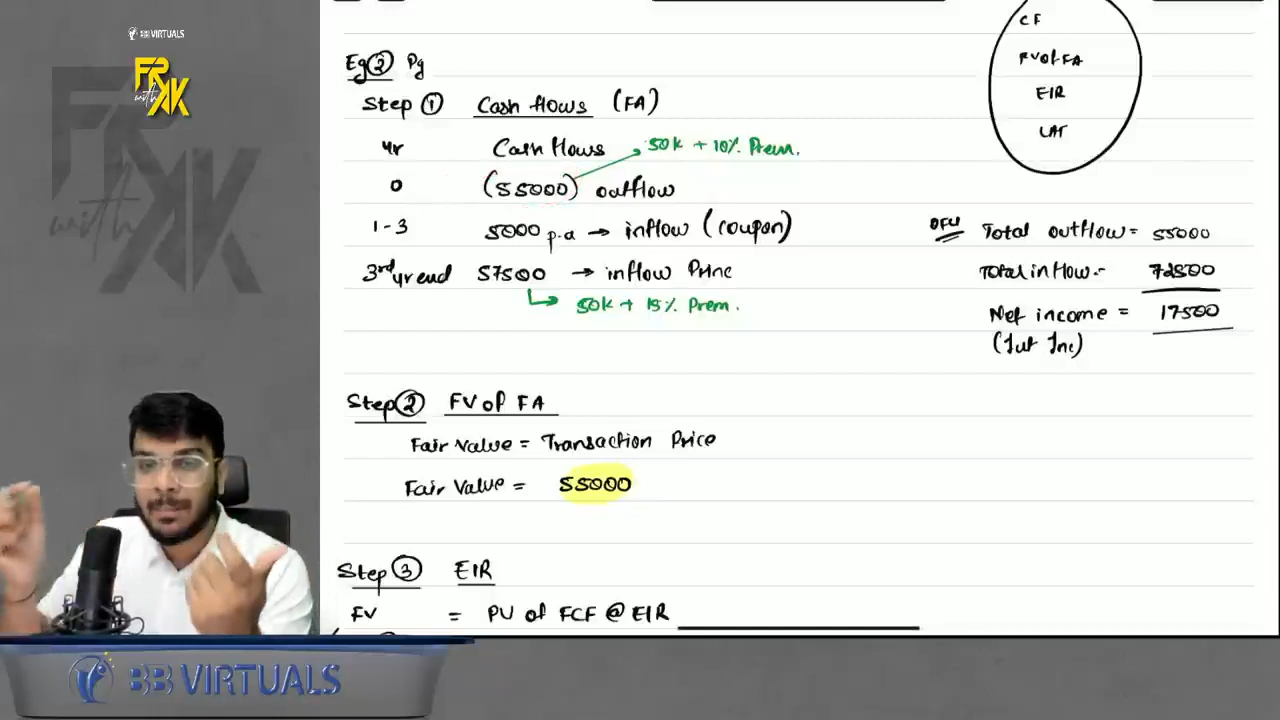 BB VIRTUALS
FR
with
KK
CF
FV of FA
EIR
LAT
Eg② Pg
Step ① Cash flows (FA)
Yr Cash flows 50k + 10% Prem.
0 (55000) outflow
1-3 5000 p.a → inflow (coupon)
3rd yr end 57500 → inflow Princ
↳ 50k + 15% Prem.
Total outflow = 55000
Total inflow - 72500
Net income = 17500
(Int Inc)
Step ② FV of FA
Fair Value = Transaction Price
Fair Value = 55000
Step ③ EIR
FV = PV of FCF @ EIR
BB VIRTUALS